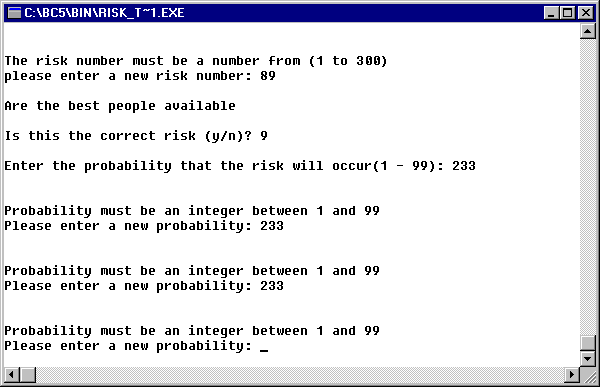 C:\BC5\BIN\RISK_T~1.EXE
The risk number must be a number from (1 to 300)
please enter a new risk number: 89
Are the best people available
Is this the correct risk (y/n)? 9
Enter the probability that the risk will occur(1 - 99): 233
Probability must be an integer between 1 and 99
Please enter a new probability: 233
Probability must be an integer between 1 and 99
Please enter a new probability: 233
Probability must be an integer between 1 and 99
Please enter a new probability: _